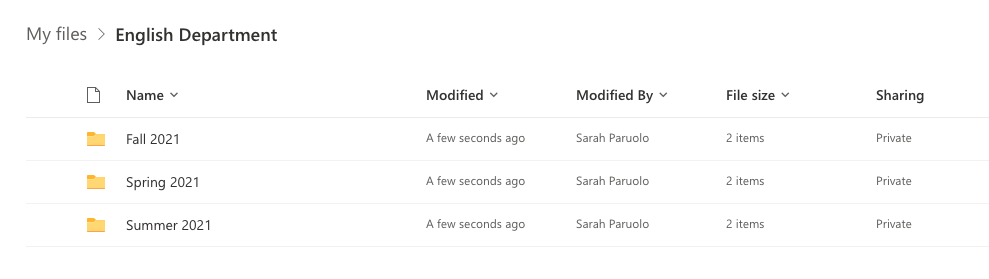 My files > English Department
Name Modified Modified By File size Sharing
Fall 2021 A few seconds ago Sarah Paruolo 2 items Private
Spring 2021 A few seconds ago Sarah Paruolo 2 items Private
Summer 2021 A few seconds ago Sarah Paruolo 2 items Private